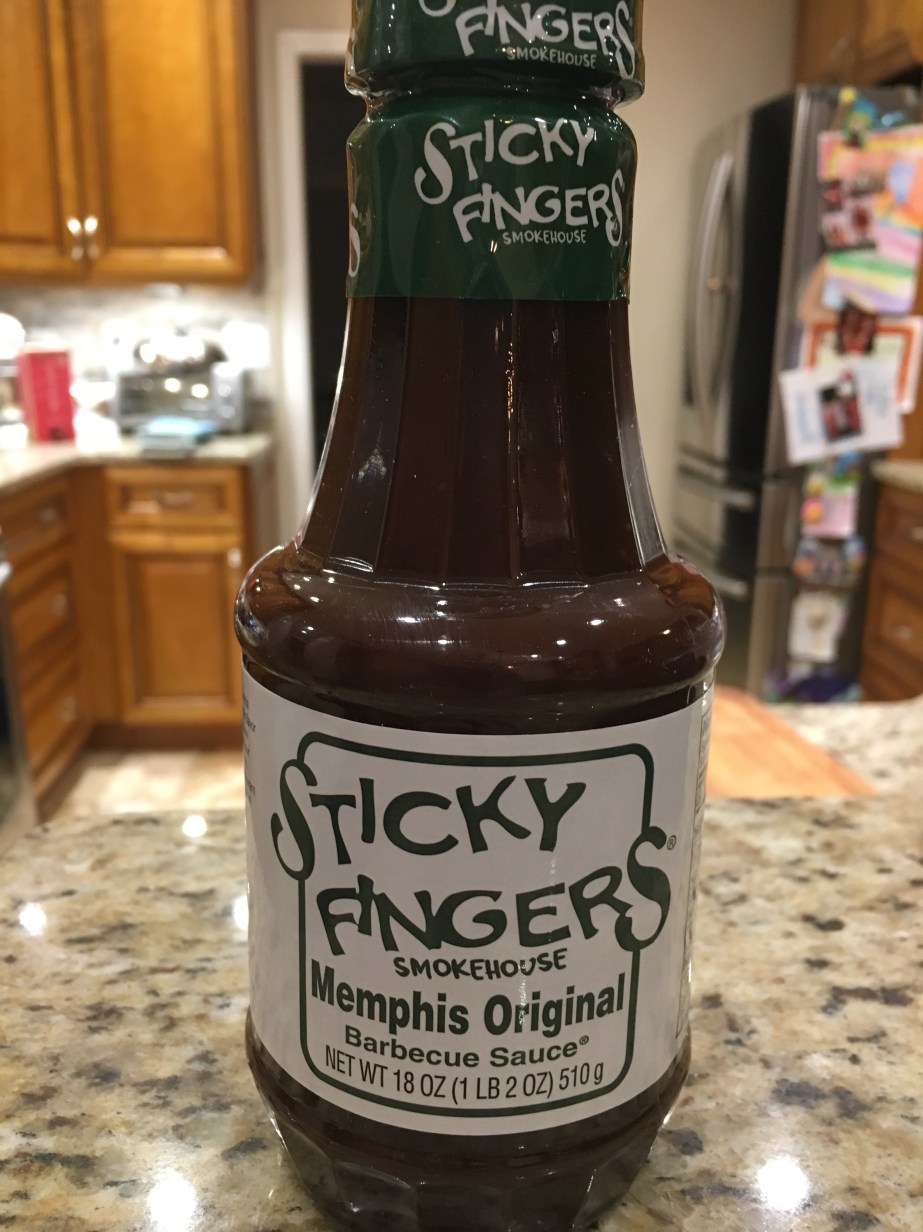 STICKY
FINGERS
SMOKEHOUSE
STICKY
FINGERS
SMOKEHOUSE
STICKY
FINGERS®
SMOKEHOUSE
Memphis Original
Barbecue Sauce®
NET WT 18 OZ (1 LB 2 OZ) 510 g